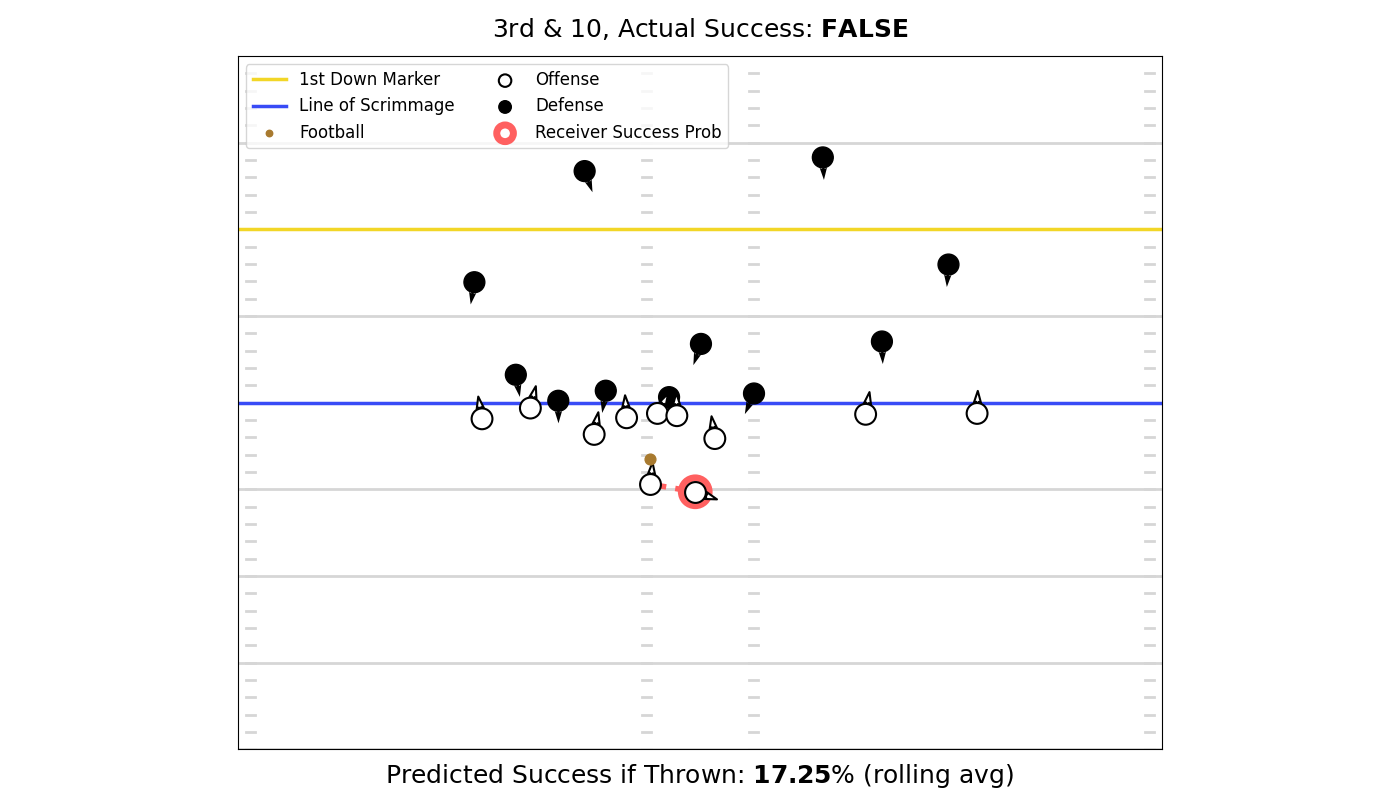 3rd & 10, Actual Success: FALSE
1st Down Marker
Line of Scrimmage
Football
Offense
Defense
Receiver Success Prob
Predicted Success if Thrown: 17.25% (rolling avg)